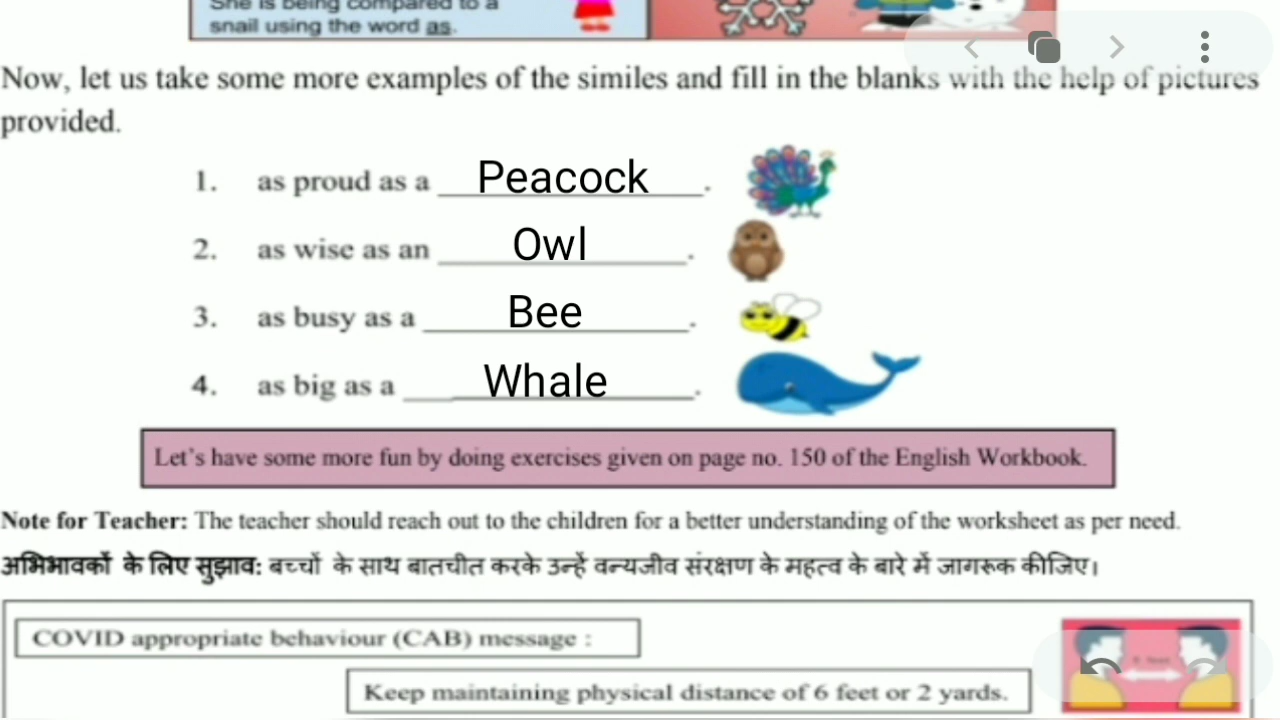 She is being compared to a
snail using the word as.
Now, let us take some more examples of the similes and fill in the blanks with the help of pictures
provided.
1. as proud as a Peacock.
2. as wise as an Owl.
3. as busy as a Bee.
4. as big as a Whale.
Let's have some more fun by doing exercises given on page no. 150 of the English Workbook.
Note for Teacher: The teacher should reach out to the children for a better understanding of the worksheet as per need.
अभिभावकों के लिए सुझाव: बच्चों के साथ बातचीत करके उन्हें वन्यजीव संरक्षण के महत्व के बारे में जागरूक कीजिए।
COVID appropriate behaviour (CAB) message :
Keep maintaining physical distance of 6 feet or 2 yards.